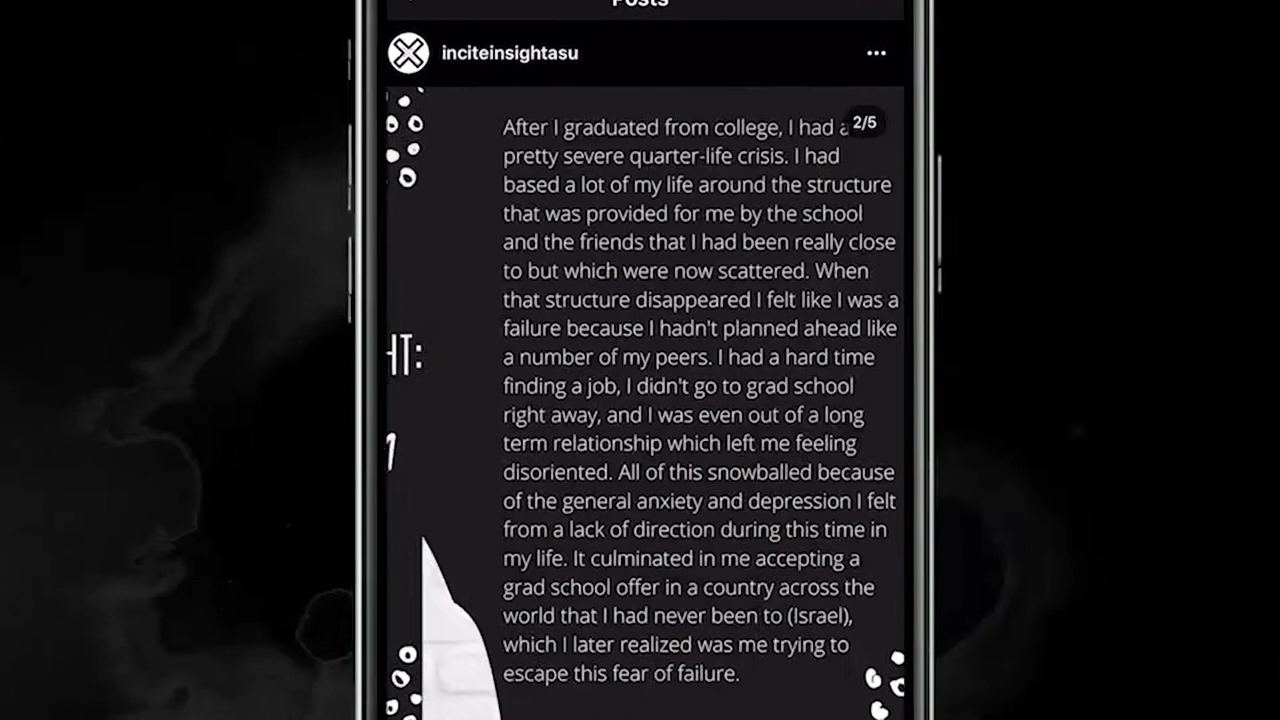 Posts
inciteinsightasu
2/5
After I graduated from college, I had a
pretty severe quarter-life crisis. I had
based a lot of my life around the structure
that was provided for me by the school
and the friends that I had been really close
to but which were now scattered. When
that structure disappeared I felt like I was a
failure because I hadn't planned ahead like
a number of my peers. I had a hard time
finding a job, I didn't go to grad school
right away, and I was even out of a long
term relationship which left me feeling
disoriented. All of this snowballed because
of the general anxiety and depression I felt
from a lack of direction during this time in
my life. It culminated in me accepting a
grad school offer in a country across the
world that I had never been to (Israel),
which I later realized was me trying to
escape this fear of failure.